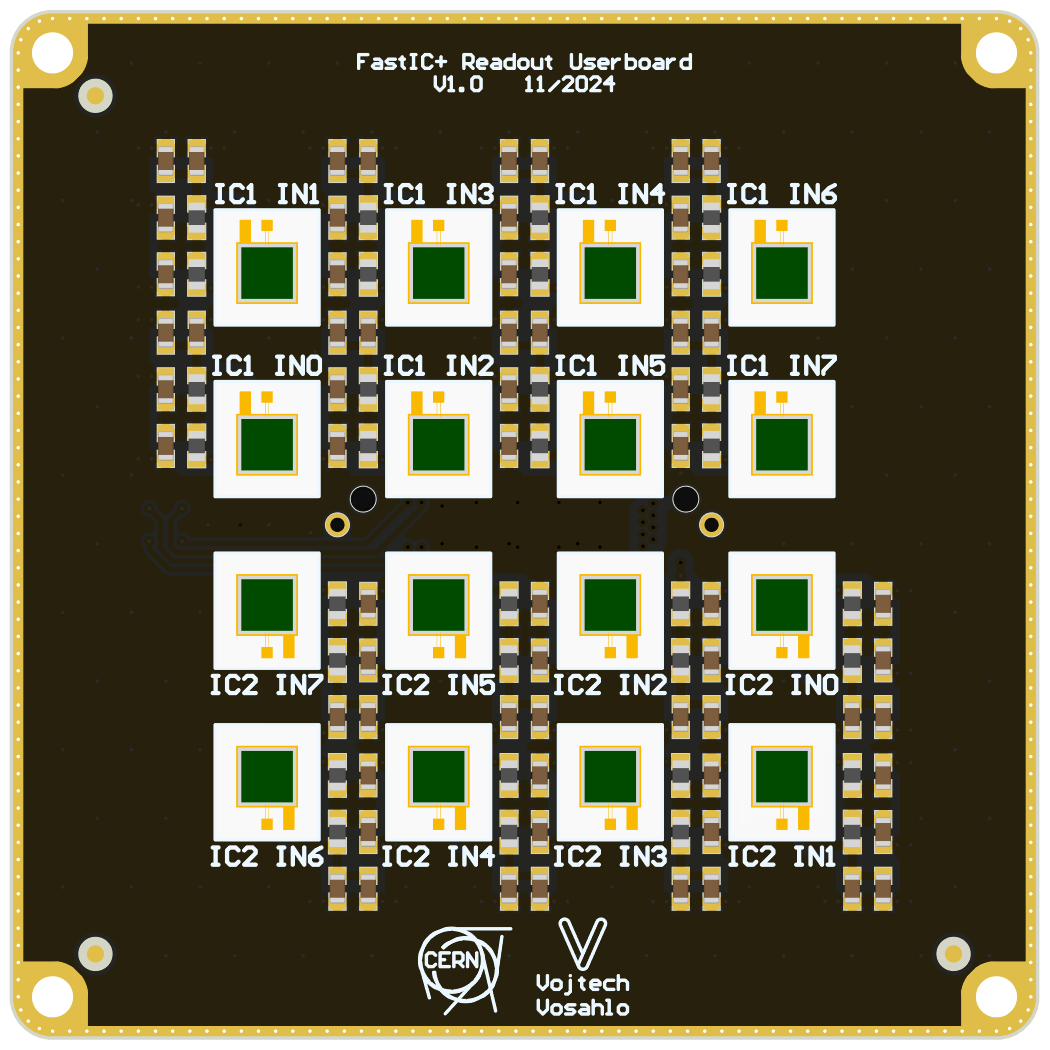 FastIC+ Readout Userboard
V1.0 11/2024
IC1 IN1 IC1 IN3 IC1 IN4 IC1 IN6
IC1 IN0 IC1 IN2 IC1 IN5 IC1 IN7
IC2 IN7 IC2 IN5 IC2 IN2 IC2 IN0
IC2 IN6 IC2 IN4 IC2 IN3 IC2 IN1
CERN
Vojtech
Vosahlo